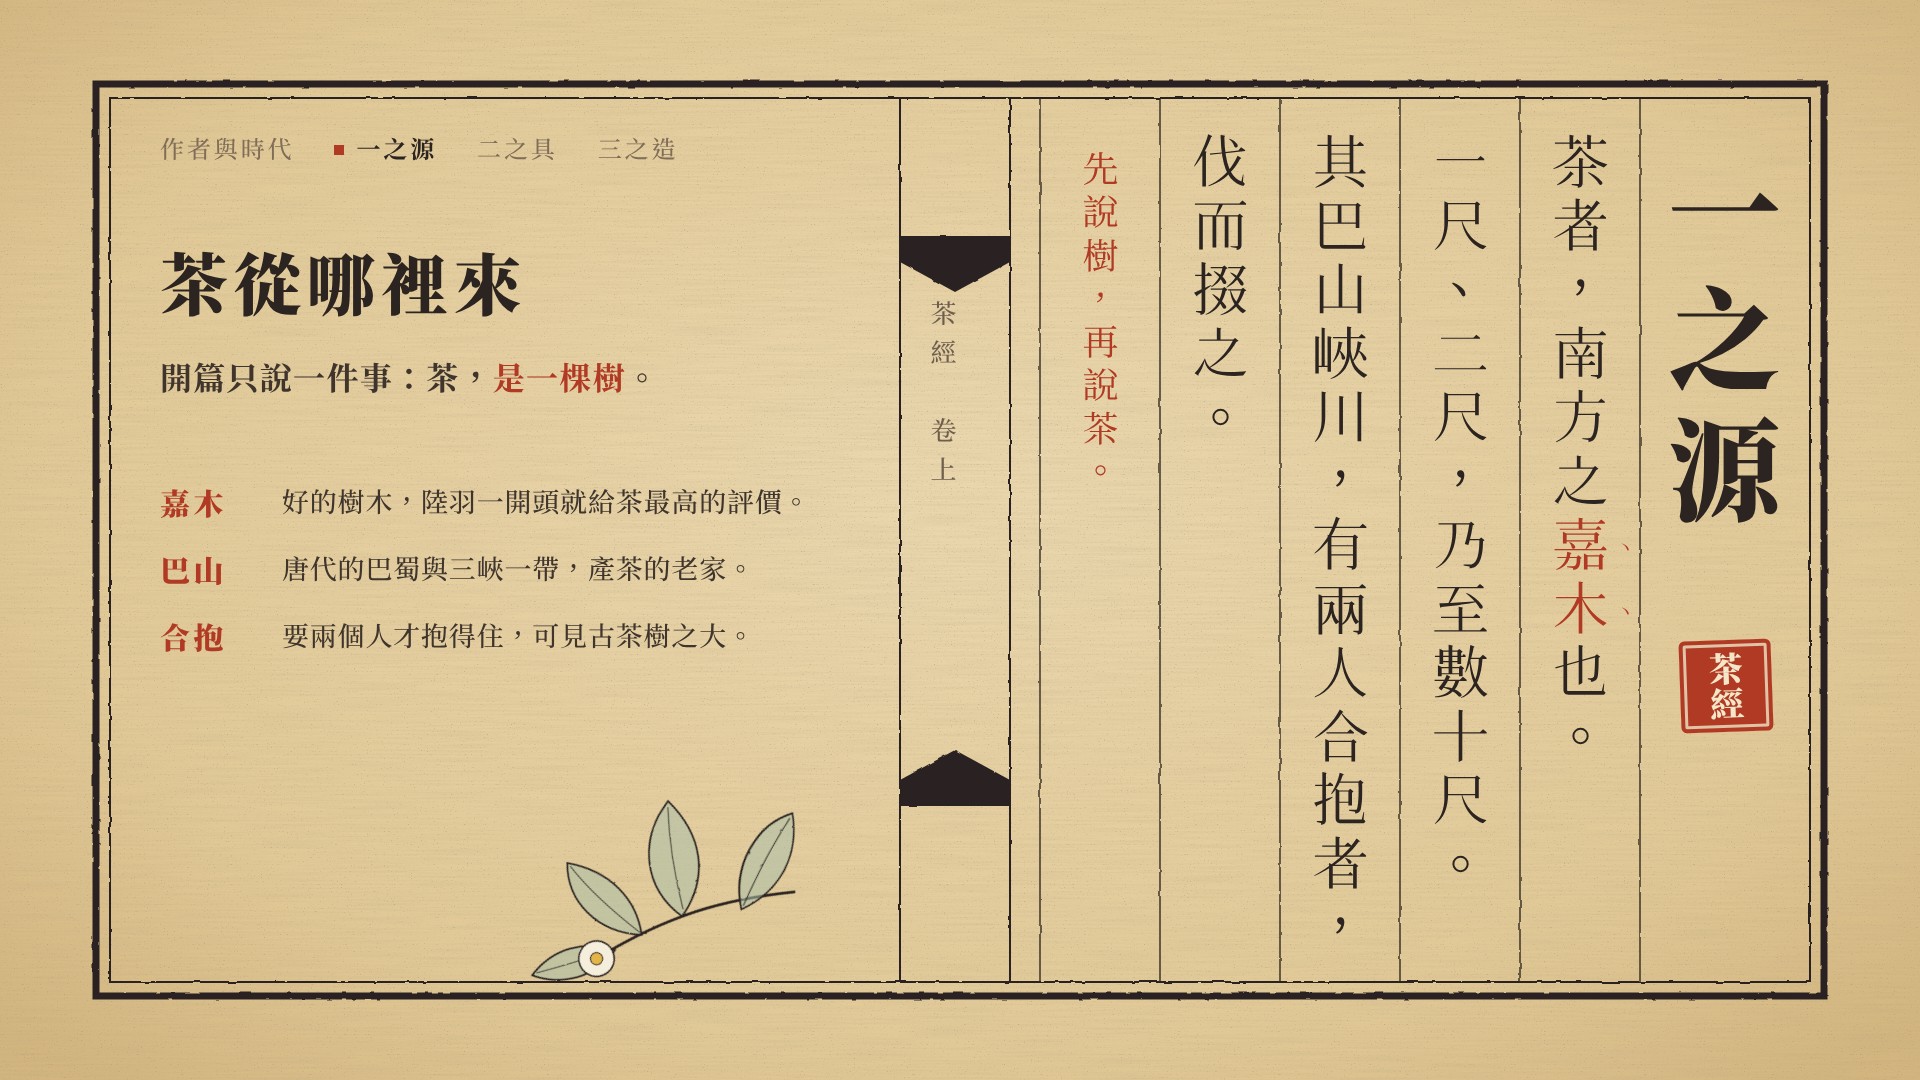 作者與時代 一之源 二之具 三之造
茶從哪裡來
開篇只說一件事：茶，是一棵樹。
嘉木 好的樹木，陸羽一開頭就給茶最高的評價。
巴山 唐代的巴蜀與三峽一帶，產茶的老家。
合抱 要兩個人才抱得住，可見古茶樹之大。
茶經 卷上
一之源
茶經
茶者，南方之嘉木也。
一尺、二尺，乃至數十尺。
其巴山峽川，有兩人合抱者，
伐而掇之。
先說樹，再說茶。